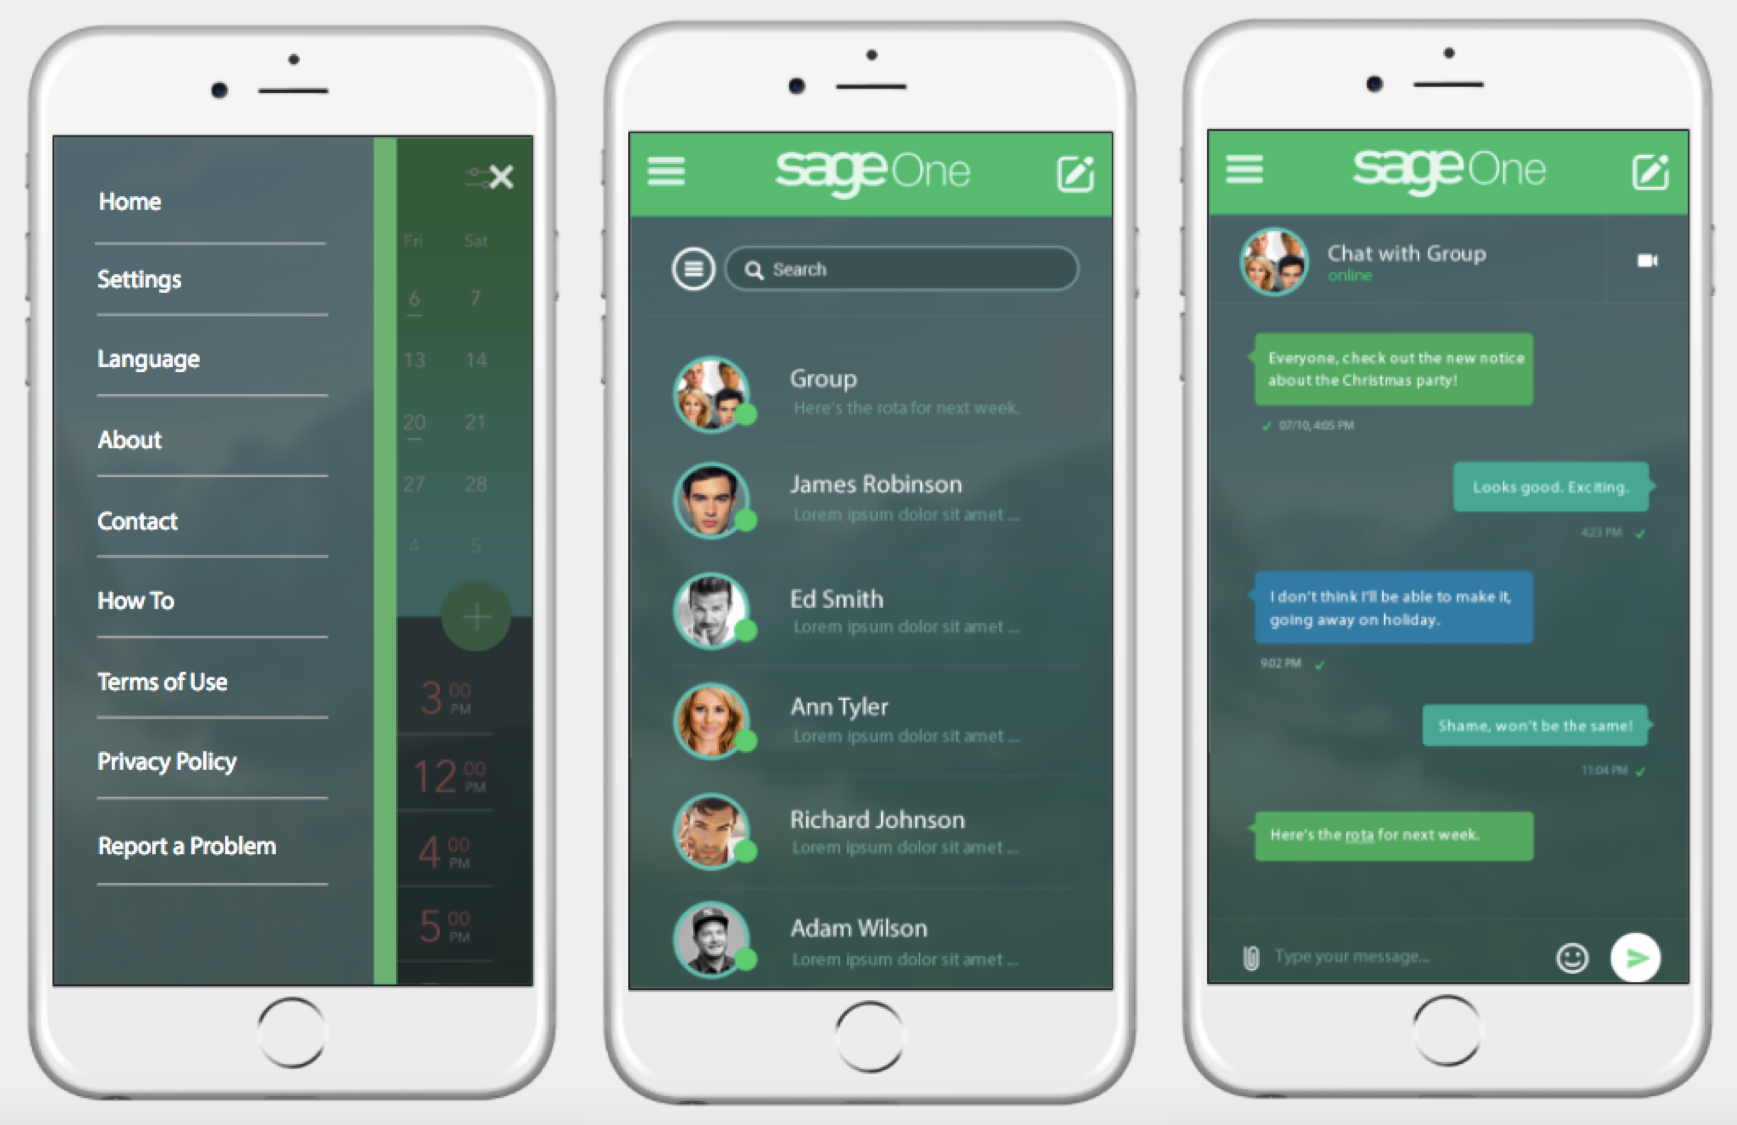 Home
Settings
Language
About
Contact
How To
Terms of Use
Privacy Policy
Report a Problem
Fri Sat
6 7
13 14
20 21
27 28
4 5
3 00 PM
12 00 PM
4 00 PM
5 00 PM
sage One
Search
Group
Here's the rota for next week.
James Robinson
Lorem ipsum dolor sit amet ...
Ed Smith
Lorem ipsum dolor sit amet ...
Ann Tyler
Lorem ipsum dolor sit amet ...
Richard Johnson
Lorem ipsum dolor sit amet ...
Adam Wilson
Lorem ipsum dolor sit amet ...
sage One
Chat with Group
online
Everyone, check out the new notice
about the Christmas party!
07/10, 4:05 PM
Looks good. Exciting.
4:23 PM
I don't think I'll be able to make it,
going away on holiday.
9:02 PM
Shame, won't be the same!
11:04 PM
Here's the rota for next week.
Type your message...